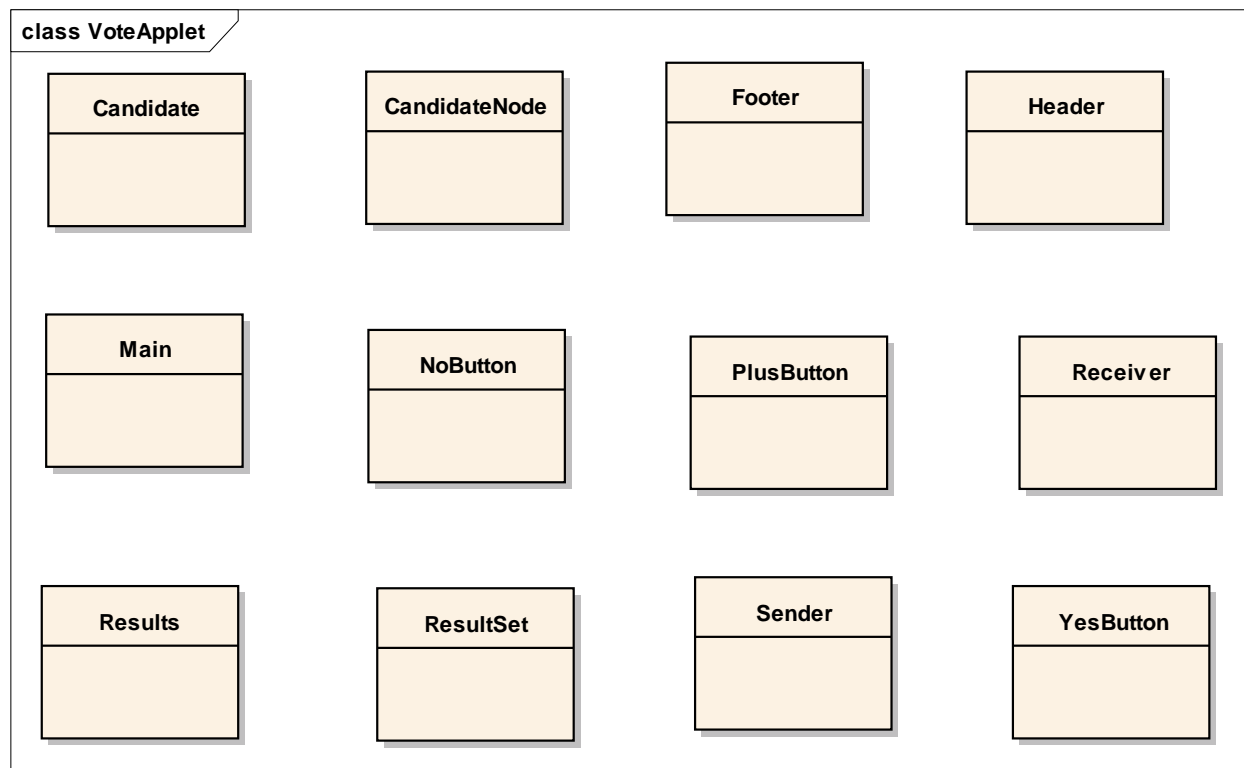 class VoteApplet
Candidate
CandidateNode
Footer
Header
Main
NoButton
PlusButton
Receiver
Results
ResultSet
Sender
YesButton